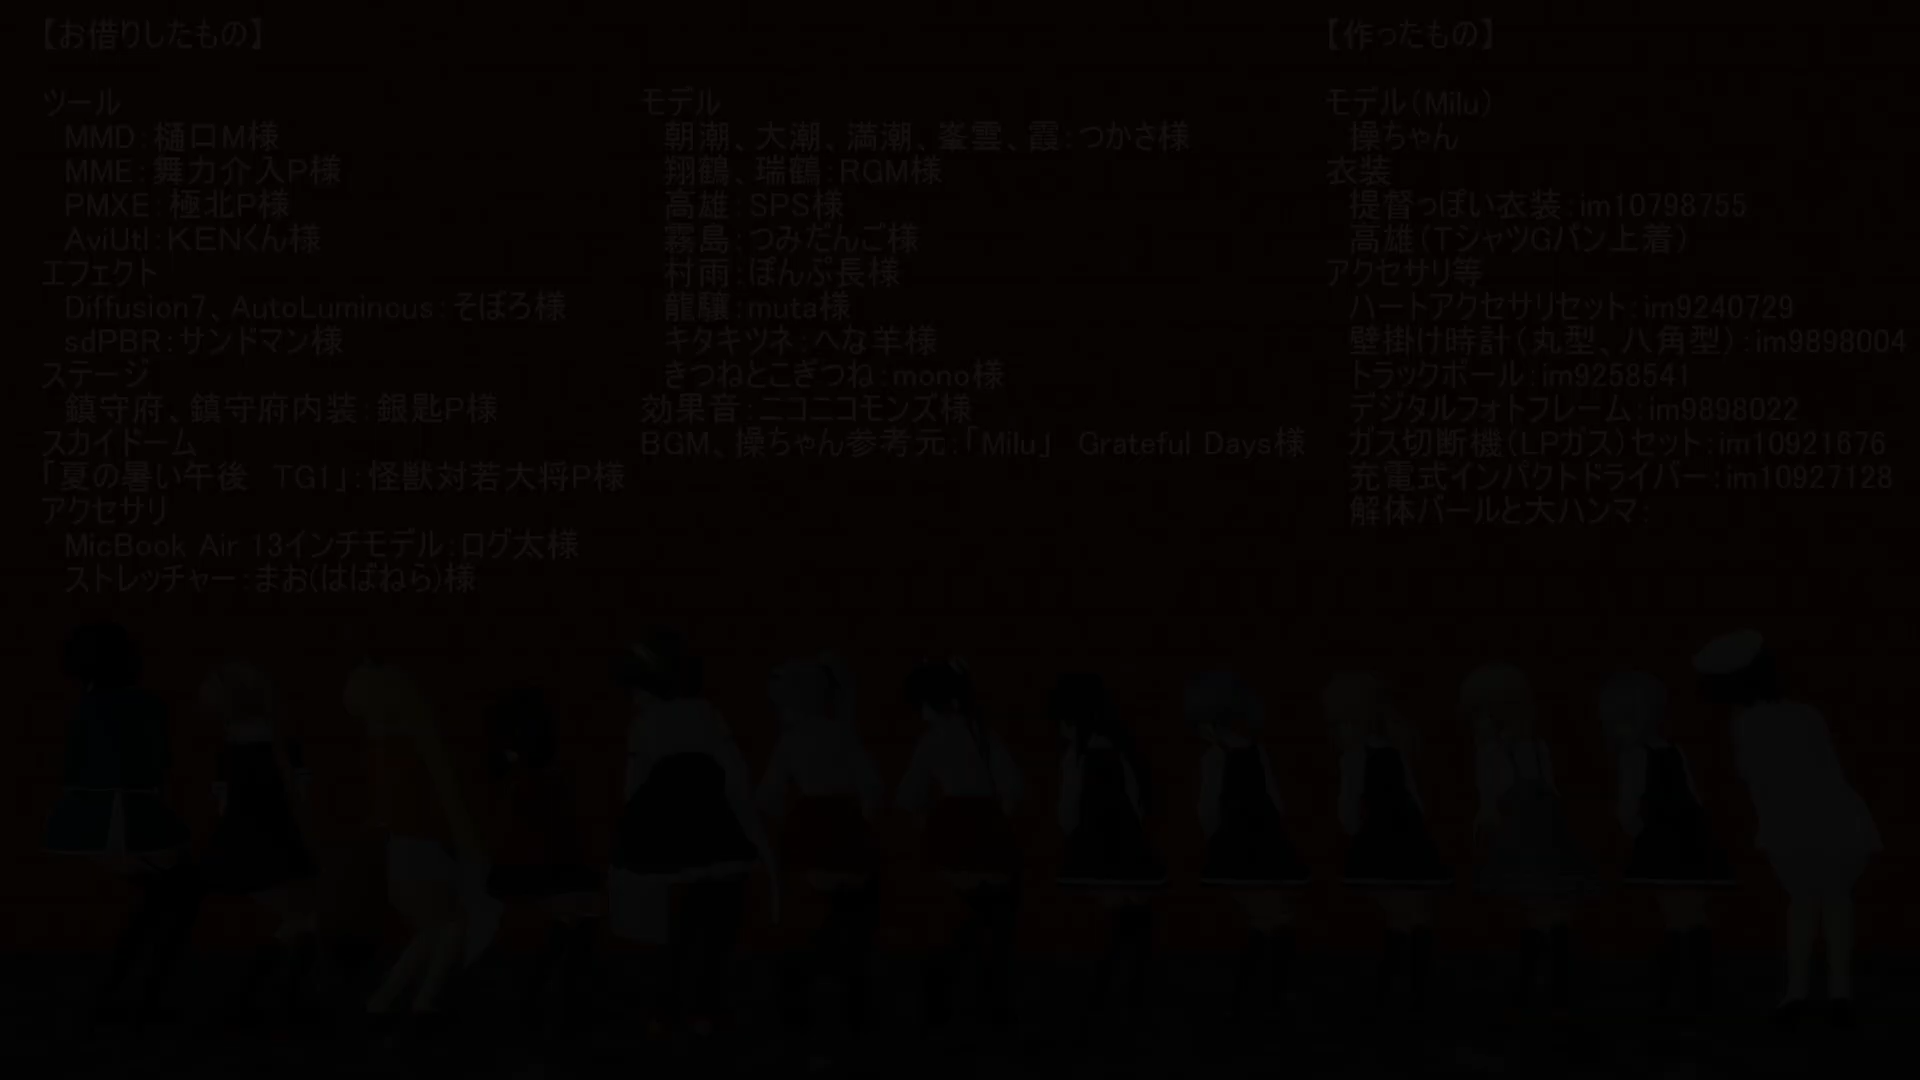 【お借りしたもの】
ツール
MMD：樋口M様
MME：舞力介入P様
PMXE：極北P様
AviUtl：KENくん様
エフェクト
Diffusion7、AutoLuminous：そぼろ様
sdPBR：サンドマン様
ステージ
鎮守府、鎮守府内装：銀匙P様
スカイドーム
「夏の暑い午後　TG1」：怪獣対若大将P様
アクセサリ
MicBook Air 13インチモデル：ログ太様
ストレッチャー：まお(はばねら)様
モデル
朝潮、大潮、満潮、峯雲、霞：つかさ様
翔鶴、瑞鶴：RGM様
高雄：SPS様
霧島：つみだんご様
村雨：ぽんぷ長様
龍驤：muta様
キタキツネ：へな羊様
きつねとこぎつね：mono様
効果音：ニコニコモンズ様
BGM、操ちゃん参考元：「Milu」　Grateful Days様
【作ったもの】
モデル（Milu）
操ちゃん
衣装
提督っぽい衣装：im10798755
高雄（TシャツGパン上着）
アクセサリ等
ハートアクセサリセット：im9240729
壁掛け時計（丸型、八角型）：im9898004
トラックボール：im9258541
デジタルフォトフレーム：im9898022
ガス切断機（LPガス）セット：im10921676
充電式インパクトドライバー：im10927128
解体バールと大ハンマ：